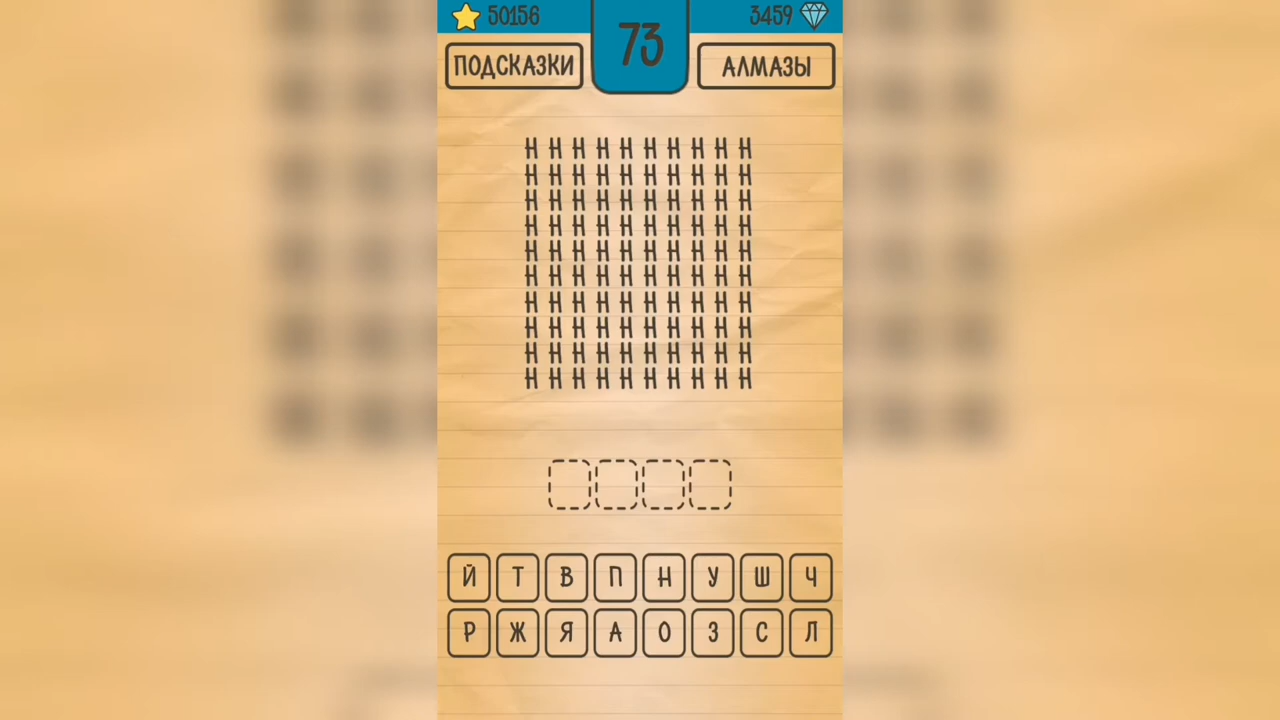 50156 73 3459
ПОДСКАЗКИ АЛМАЗЫ
Н Н Н Н Н Н Н Н Н Н
Н Н Н Н Н Н Н Н Н Н
Н Н Н Н Н Н Н Н Н Н
Н Н Н Н Н Н Н Н Н Н
Н Н Н Н Н Н Н Н Н Н
Н Н Н Н Н Н Н Н Н Н
Н Н Н Н Н Н Н Н Н Н
Н Н Н Н Н Н Н Н Н Н
Н Н Н Н Н Н Н Н Н Н
Н Н Н Н Н Н Н Н Н Н
Й Т В П Н У Ш Ч
Р Ж Я А О З С Л